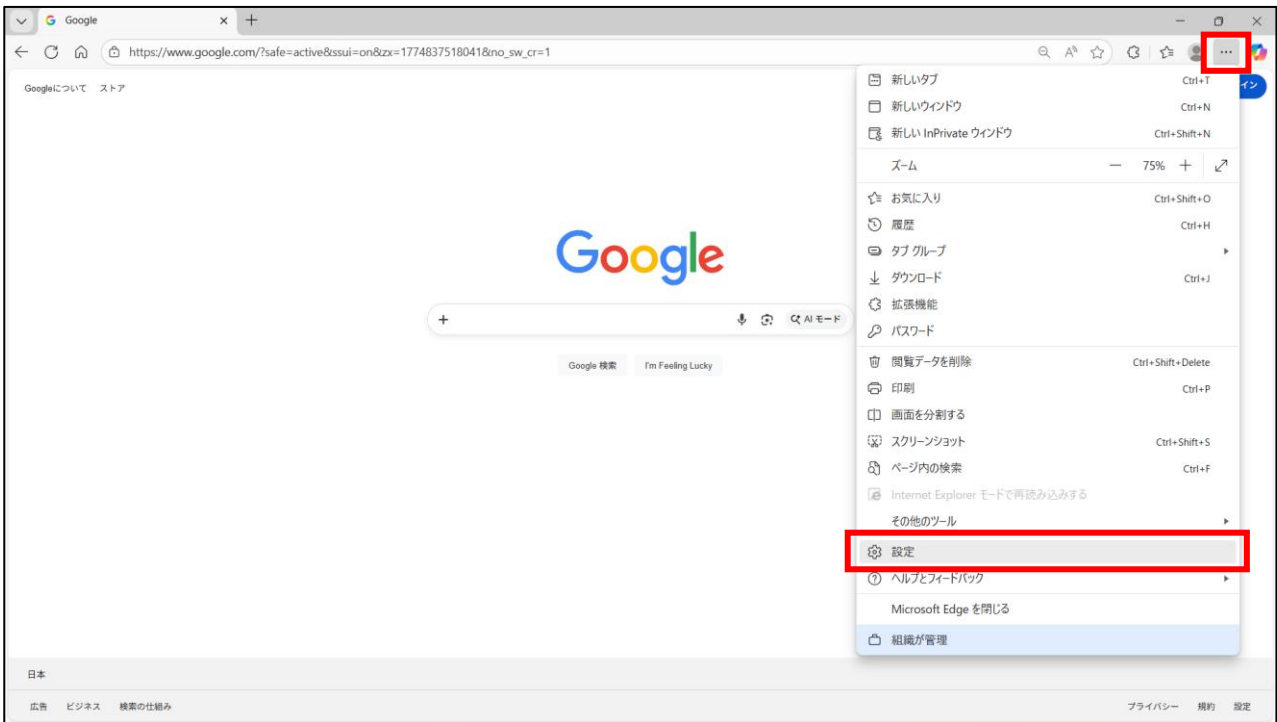 Google
https://www.google.com/?safe=active&ssui=on&zx=1774837518041&no_sw_cr=1
Googleについて ストア
イン
新しいタブ Ctrl+T
新しいウィンドウ Ctrl+N
新しい InPrivate ウィンドウ Ctrl+Shift+N
ズーム 75%
お気に入り Ctrl+Shift+O
履歴 Ctrl+H
タブ グループ
ダウンロード Ctrl+J
拡張機能
パスワード
閲覧データを削除 Ctrl+Shift+Delete
印刷 Ctrl+P
画面を分割する
スクリーンショット Ctrl+Shift+S
ページ内の検索 Ctrl+F
Internet Explorer モードで再読み込みする
その他のツール
設定
ヘルプとフィードバック
Microsoft Edge を閉じる
組織が管理
Google
AI モード
Google 検索 I'm Feeling Lucky
日本
広告 ビジネス 検索の仕組み プライバシー 規約 設定